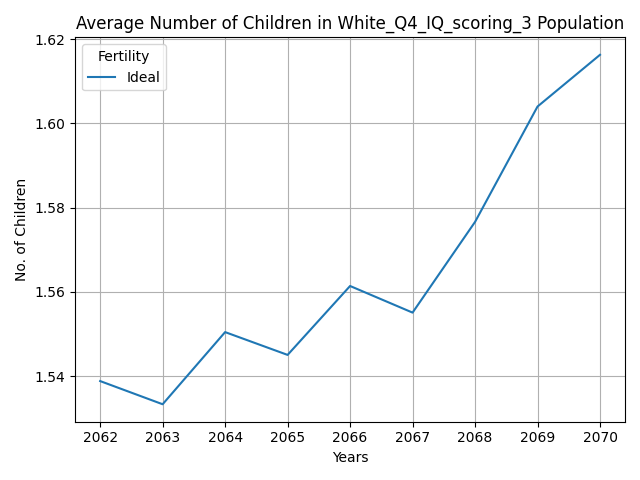 Average Number of Children in White_Q4_IQ_scoring_3 Population
Fertility
Ideal
1.62
1.60
1.58
1.56
1.54
No. of Children
2062 2063 2064 2065 2066 2067 2068 2069 2070
Years